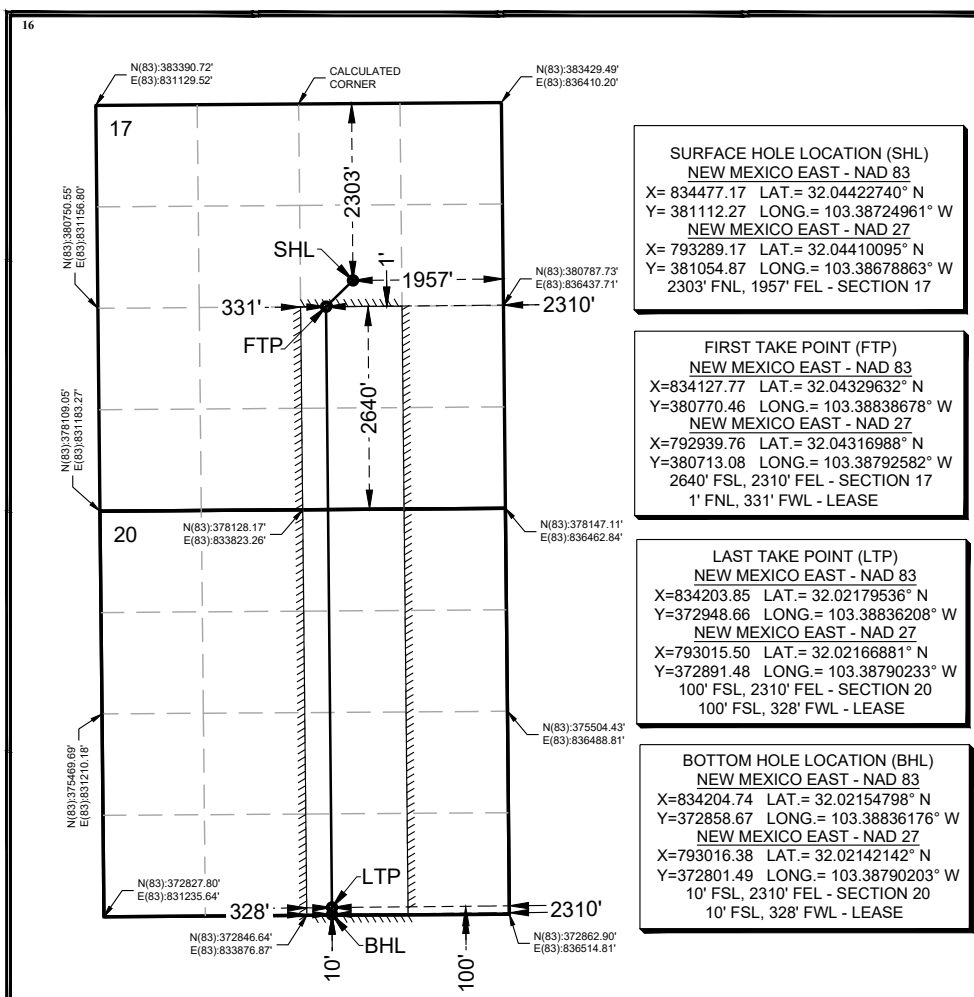 16
N(83):383390.72'
E(83):831129.52'
CALCULATED
CORNER
N(83):383429.49'
E(83):836410.20'
17
2303'
N(83):380750.55'
E(83):831156.80'
SHL
1'
1957'
N(83):380787.73'
E(83):836437.71'
331'
2310'
FTP
2640'
N(83):378109.05'
E(83):831183.27'
20
N(83):378128.17'
E(83):833823.26'
N(83):378147.11'
E(83):836462.84'
N(83):375469.69'
E(83):831210.18'
N(83):375504.43'
E(83):836488.81'
N(83):372827.80'
E(83):831235.64'
LTP
328'
2310'
N(83):372846.64'
E(83):833876.87'
10'
BHL
100'
N(83):372862.90'
E(83):836514.81'
SURFACE HOLE LOCATION (SHL)
NEW MEXICO EAST - NAD 83
X= 834477.17 LAT.= 32.04422740° N
Y= 381112.27 LONG.= 103.38724961° W
NEW MEXICO EAST - NAD 27
X= 793289.17 LAT.= 32.04410095° N
Y= 381054.87 LONG.= 103.38678863° W
2303' FNL, 1957' FEL - SECTION 17
FIRST TAKE POINT (FTP)
NEW MEXICO EAST - NAD 83
X=834127.77 LAT.= 32.04329632° N
Y=380770.46 LONG.= 103.38838678° W
NEW MEXICO EAST - NAD 27
X=792939.76 LAT.= 32.04316988° N
Y=380713.08 LONG.= 103.38792582° W
2640' FSL, 2310' FEL - SECTION 17
1' FNL, 331' FWL - LEASE
LAST TAKE POINT (LTP)
NEW MEXICO EAST - NAD 83
X=834203.85 LAT.= 32.02179536° N
Y=372948.66 LONG.= 103.38836208° W
NEW MEXICO EAST - NAD 27
X=793015.50 LAT.= 32.02166881° N
Y=372891.48 LONG.= 103.38790233° W
100' FSL, 2310' FEL - SECTION 20
100' FSL, 328' FWL - LEASE
BOTTOM HOLE LOCATION (BHL)
NEW MEXICO EAST - NAD 83
X=834204.74 LAT.= 32.02154798° N
Y=372858.67 LONG.= 103.38836176° W
NEW MEXICO EAST - NAD 27
X=793016.38 LAT.= 32.02142142° N
Y=372801.49 LONG.= 103.38790203° W
10' FSL, 2310' FEL - SECTION 20
10' FSL, 328' FWL - LEASE